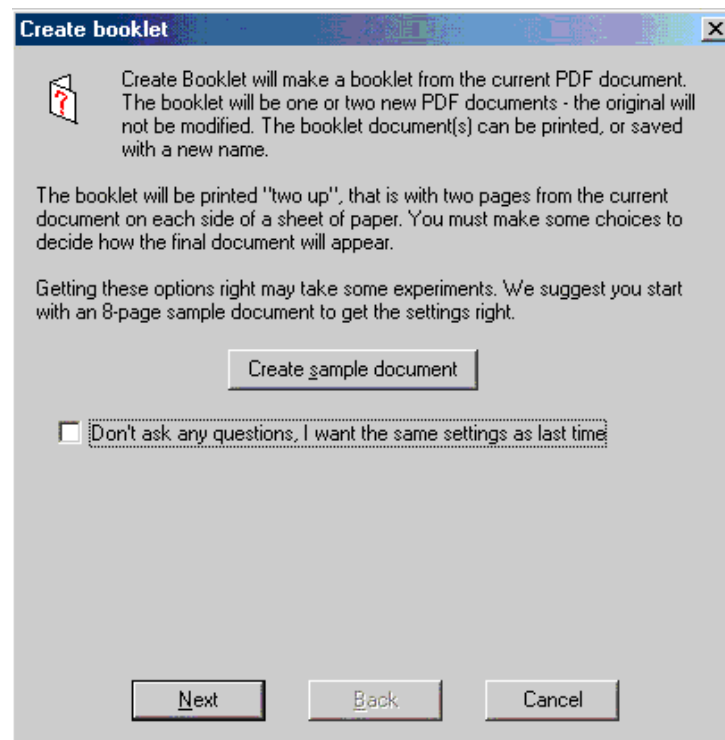 Create booklet
Create Booklet will make a booklet from the current PDF document.
The booklet will be one or two new PDF documents - the original will
not be modified. The booklet document(s) can be printed, or saved
with a new name.
The booklet will be printed "two up", that is with two pages from the current
document on each side of a sheet of paper. You must make some choices to
decide how the final document will appear.
Getting these options right may take some experiments. We suggest you start
with an 8-page sample document to get the settings right.
Create sample document
Don't ask any questions, I want the same settings as last time
Next Back Cancel